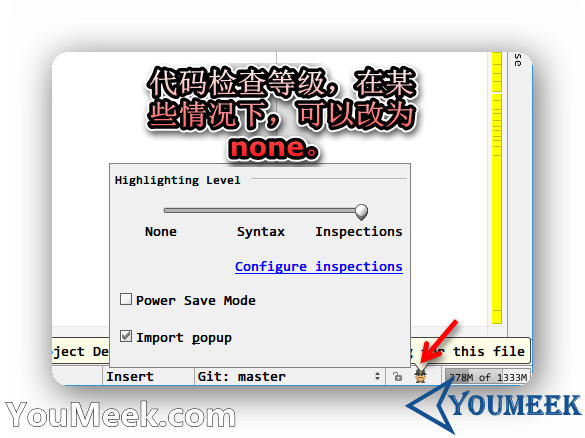 se
代码检查等级，在某
些情况下，可以改为
none。
Highlighting Level
None Syntax Inspections
Configure inspections
Power Save Mode
Import popup
ject De
this file
Insert Git: master 378M of 1333M
YouMeek.com
YOUMEEK